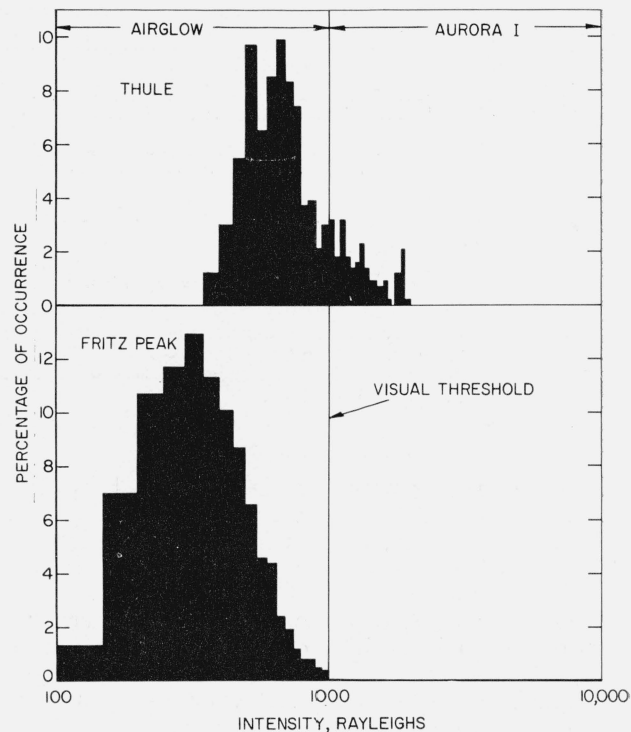 AIRGLOW
AURORA I
THULE
10
8
6
4
2
0
PERCENTAGE OF OCCURRENCE
FRITZ PEAK
VISUAL THRESHOLD
12
10
8
6
4
2
0
100
1000
10,000
INTENSITY, RAYLEIGHS